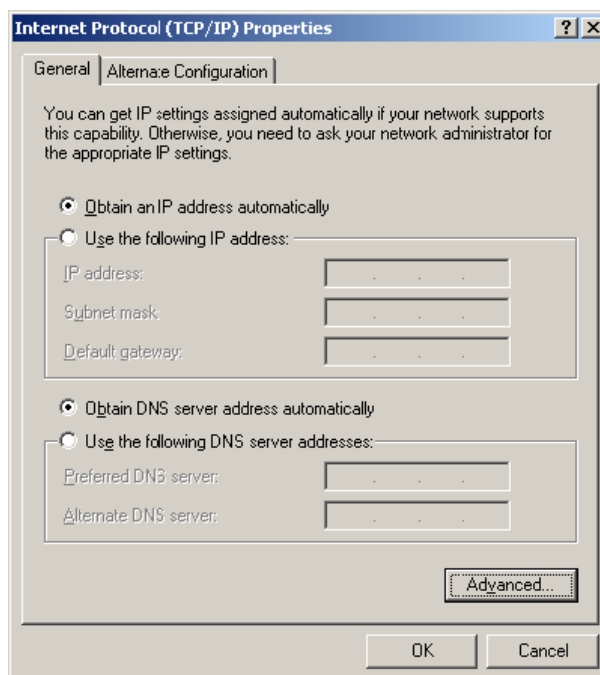 Internet Protocol (TCP/IP) Properties
General
Alternate Configuration
You can get IP settings assigned automatically if your network supports
this capability. Otherwise, you need to ask your network administrator for
the appropriate IP settings.
Obtain an IP address automatically
Use the following IP address:
IP address:
Subnet mask:
Default gateway:
Obtain DNS server address automatically
Use the following DNS server addresses:
Preferred DNS server:
Alternate DNS server:
Advanced...
OK
Cancel